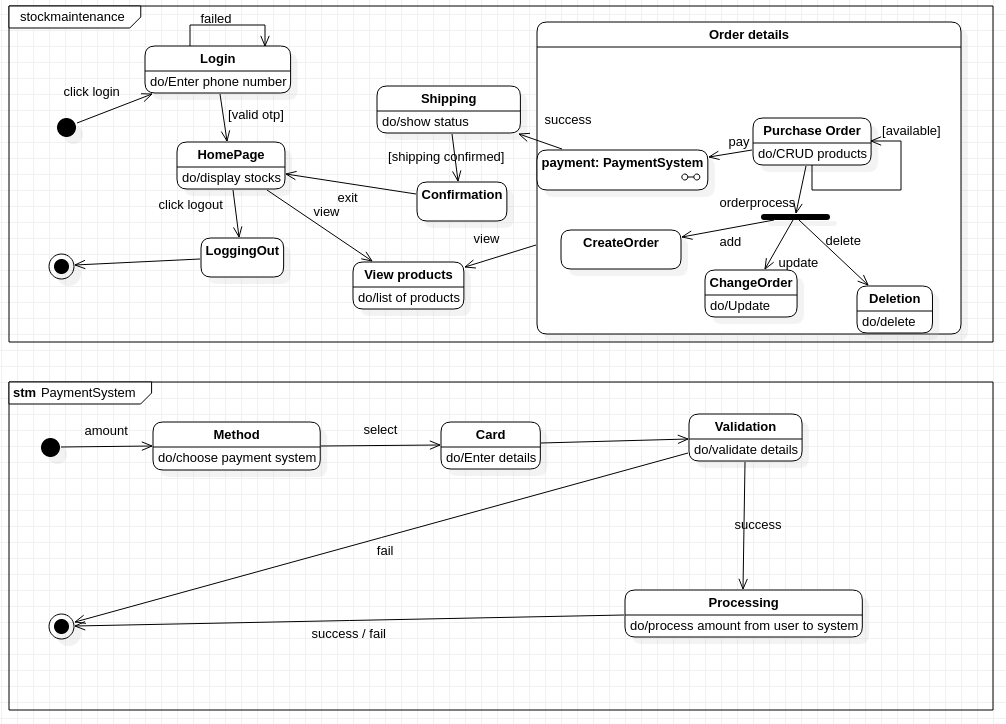 stockmaintenance
failed
Order details
Login
do/Enter phone number
click login
Shipping
do/show status
[valid otp]
success
Purchase Order
do/CRUD products
[available]
pay
HomePage
do/display stocks
[shipping confirmed]
payment: PaymentSystem
Confirmation
exit
view
click logout
orderprocess
LoggingOut
view
CreateOrder
add
delete
update
View products
do/list of products
ChangeOrder
do/Update
Deletion
do/delete
stm PaymentSystem
amount
Method
do/choose payment system
select
Card
do/Enter details
Validation
do/validate details
success
fail
Processing
do/process amount from user to system
success / fail